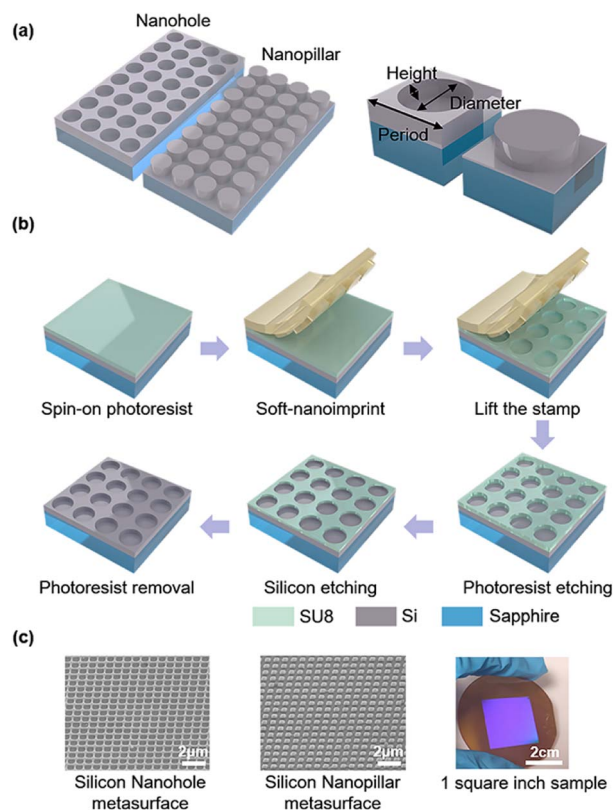 (a)
Nanohole
Nanopillar
Height
Diameter
Period
(b)
Spin-on photoresist
Soft-nanoimprint
Lift the stamp
Photoresist removal
Silicon etching
Photoresist etching
SU8
Si
Sapphire
(c)
2μm
2μm
2cm
Silicon Nanohole
metasurface
Silicon Nanopillar
metasurface
1 square inch sample